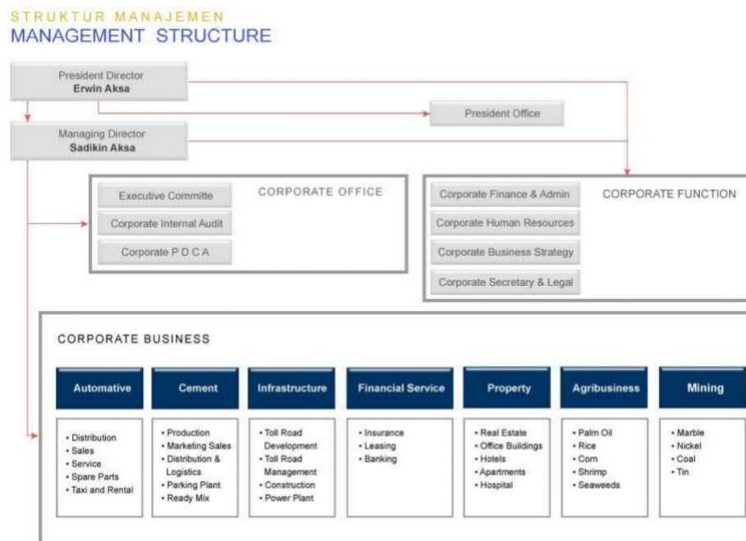 STRUKTUR MANAJEMEN
MANAGEMENT STRUCTURE
President Director
Erwin Aksa
President Office
Managing Director
Sadikin Aksa
CORPORATE OFFICE
Executive Committe
Corporate Internal Audit
Corporate P D C A
CORPORATE FUNCTION
Corporate Finance & Admin
Corporate Human Resources
Corporate Business Strategy
Corporate Secretary & Legal
CORPORATE BUSINESS
Automative
• Distribution
• Sales
• Service
• Spare Parts
• Taxi and Rental
Cement
• Production
• Marketing Sales
• Distribution &
Logistics
• Parking Plant
• Ready Mix
Infrastructure
• Toll Road
Development
• Toll Road
Management
• Construction
• Power Plant
Financial Service
• Insurance
• Leasing
• Banking
Property
• Real Estate
• Office Buildings
• Hotels
• Apartments
• Hospital
Agribusiness
• Palm Oil
• Rice
• Corn
• Shrimp
• Seaweeds
Mining
• Marble
• Nickel
• Coal
• Tin